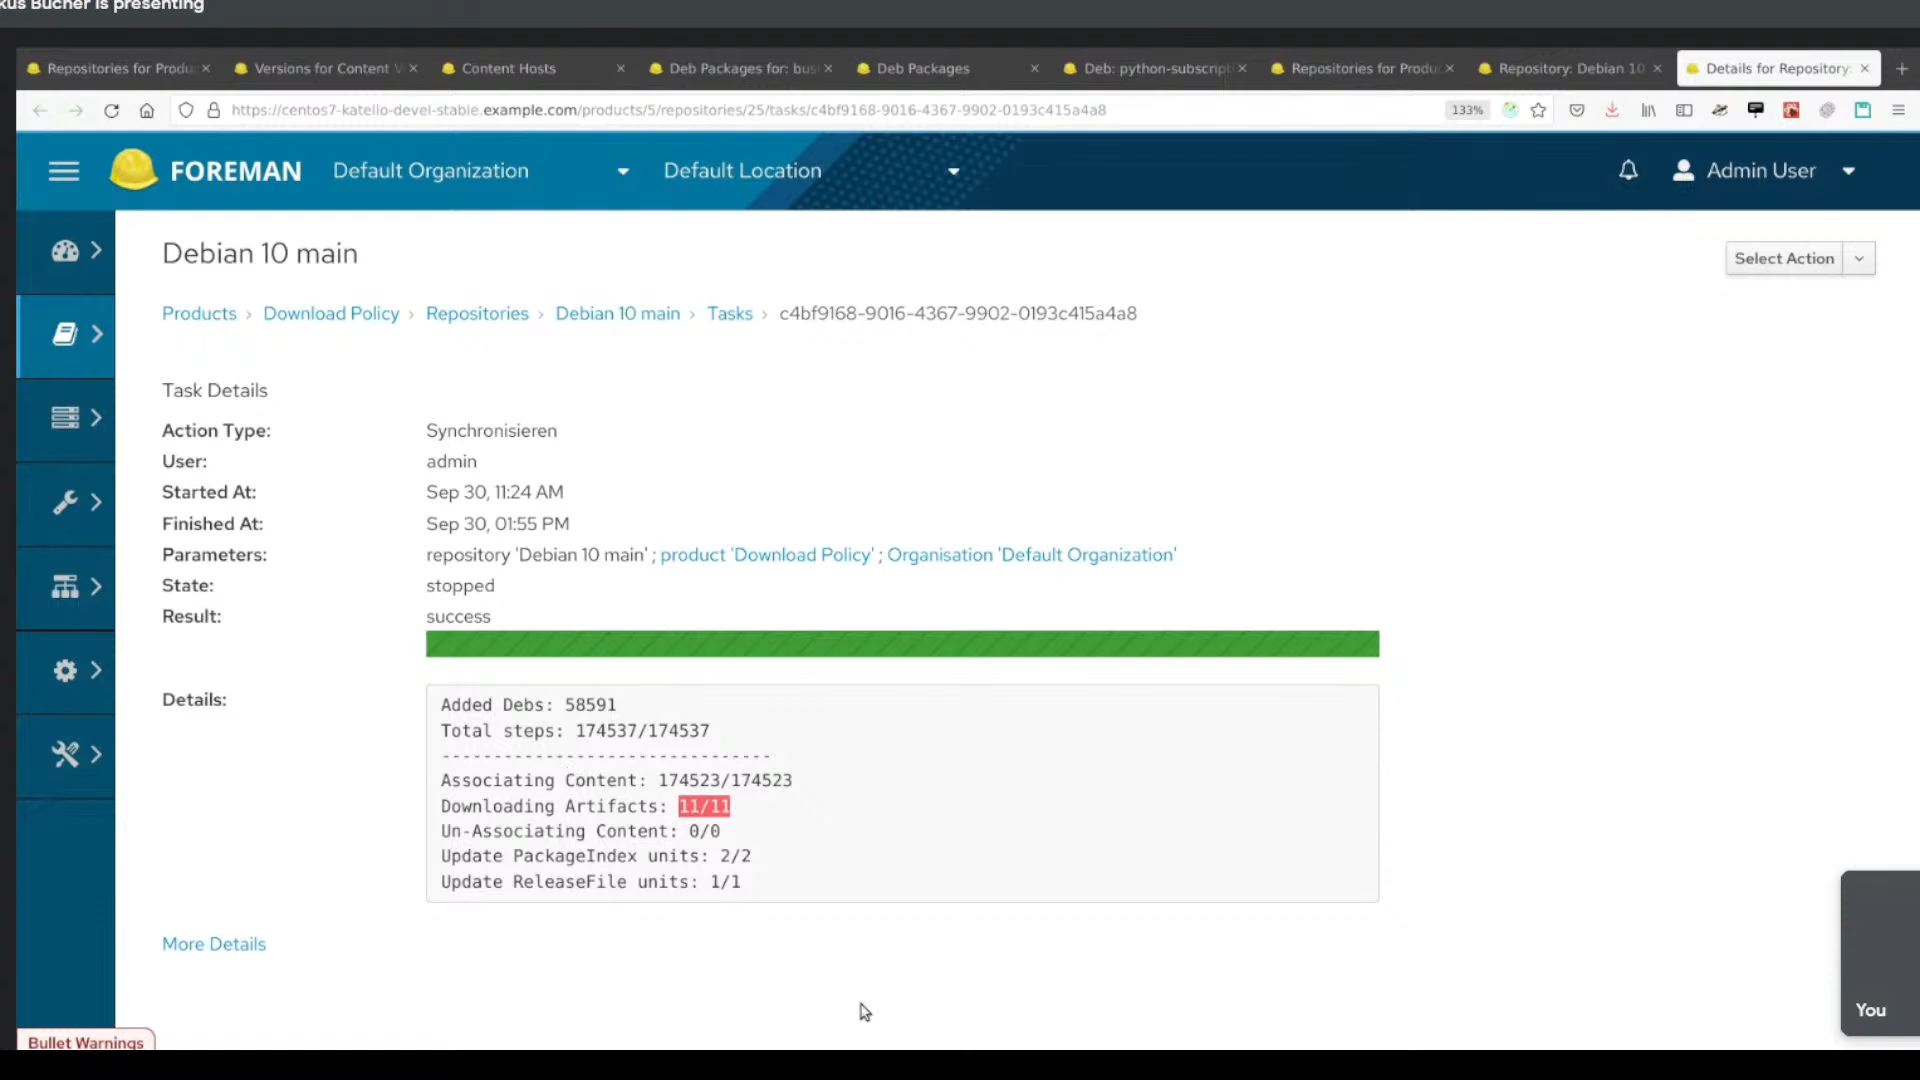 kus Bucher is presenting
Repositories for Produ
Versions for Content V
Content Hosts
Deb Packages for: bus
Deb Packages
Deb: python-subscript
Repositories for Produc
Repository: Debian 10
Details for Repository:
https://centos7-katello-devel-stable.example.com/products/5/repositories/25/tasks/c4bf9168-9016-4367-9902-0193c415a4a8
133%
FOREMAN
Default Organization
Default Location
Admin User
Debian 10 main
Select Action
Products › Download Policy › Repositories › Debian 10 main › Tasks › c4bf9168-9016-4367-9902-0193c415a4a8
Task Details
Action Type: Synchronisieren
User: admin
Started At: Sep 30, 11:24 AM
Finished At: Sep 30, 01:55 PM
Parameters: repository 'Debian 10 main' ; product 'Download Policy' ; Organisation 'Default Organization'
State: stopped
Result: success
Details:
Added Debs: 58591
Total steps: 174537/174537
--------------------------------
Associating Content: 174523/174523
Downloading Artifacts: 11/11
Un-Associating Content: 0/0
Update PackageIndex units: 2/2
Update ReleaseFile units: 1/1
More Details
You
Bullet Warnings